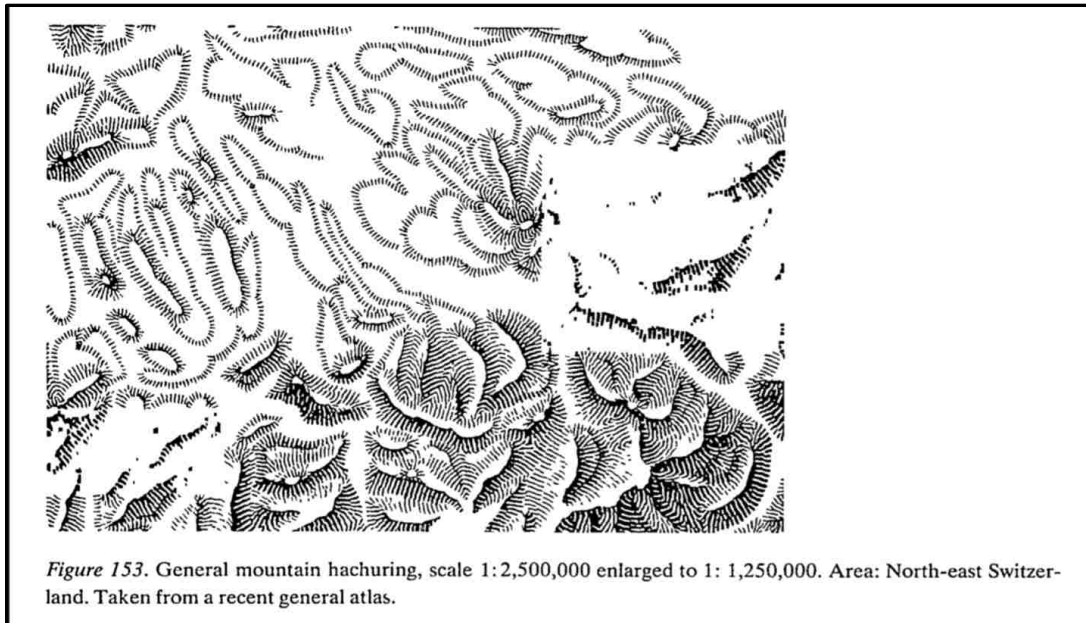 Figure 153. General mountain hachuring, scale 1:2,500,000 enlarged to 1: 1,250,000. Area: North-east Switzer-
land. Taken from a recent general atlas.